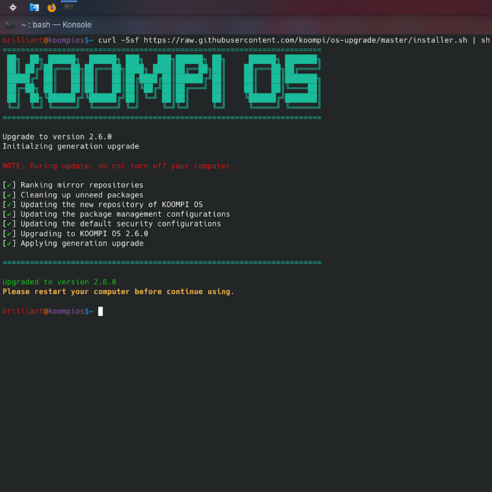 ~ : bash — Konsole
brilliant@koompios$~ curl -Ssf https://raw.githubusercontent.com/koompi/os-upgrade/master/installer.sh | sh
KOOMPI OS
Upgrade to version 2.6.0
Initialzing generation upgrade
NOTE: During update, do not turn off your computer.
[✔] Ranking mirror repositories
[✔] Cleaning up unneed packages
[✔] Updating the new repository of KOOMPI OS
[✔] Updating the package management configurations
[✔] Updating the default security configurations
[✔] Upgrading to KOOMPI OS 2.6.0
[✔] Applying generation upgrade
Upgraded to version 2.6.0
Please restart your computer before continue using.
brilliant@koompios$~